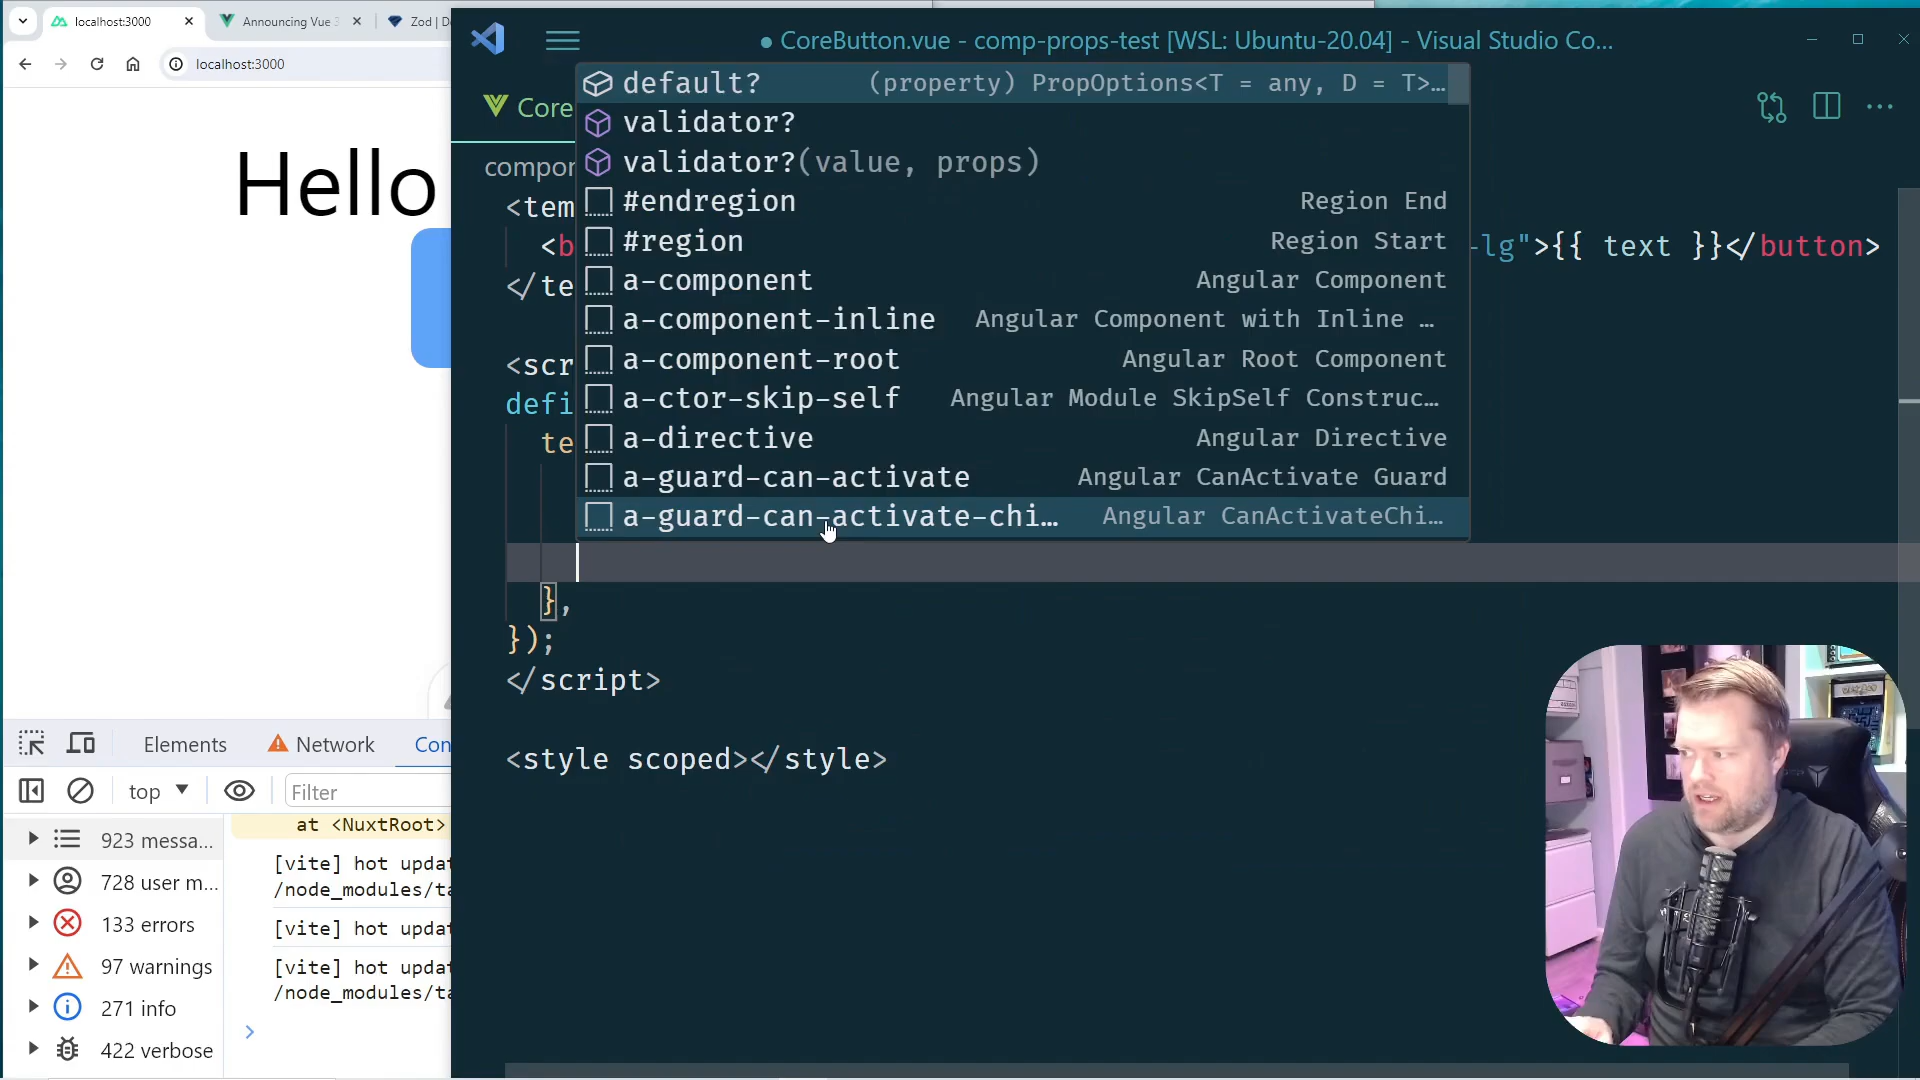 localhost:3000
Announcing Vue 3
Zod | D
localhost:3000
Hello
Elements
Network
Con
top
Filter
923 messa...
728 user m...
133 errors
97 warnings
271 info
422 verbose
at <NuxtRoot>
[vite] hot updat
/node_modules/ta
[vite] hot updat
[vite] hot updat
/node_modules/ta
● CoreButton.vue - comp-props-test [WSL: Ubuntu-20.04] - Visual Studio Co...
Core
compon
default? (property) PropOptions<T = any, D = T>...
validator?
validator?(value, props)
#endregion Region End
#region Region Start
a-component Angular Component
a-component-inline Angular Component with Inline …
a-component-root Angular Root Component
a-ctor-skip-self Angular Module SkipSelf Construc…
a-directive Angular Directive
a-guard-can-activate Angular CanActivate Guard
a-guard-can-activate-chi… Angular CanActivateChi…
<tem
<b -lg">{{ text }}</button>
</te
<scr
defi
te
},
});
</script>
<style scoped></style>